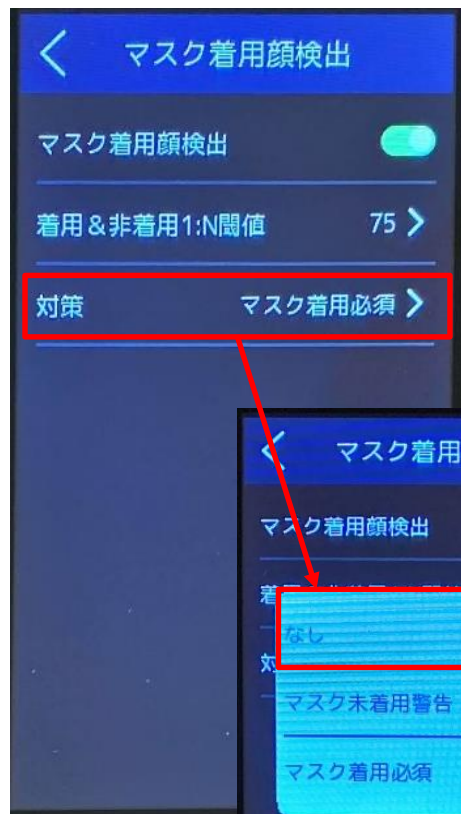 マスク着用顔検出
マスク着用顔検出
着用&非着用1:N閾値 75
対策 マスク着用必須
マスク着用
マスク着用顔検出
着
なし
対
マスク未着用警告
マスク着用必須